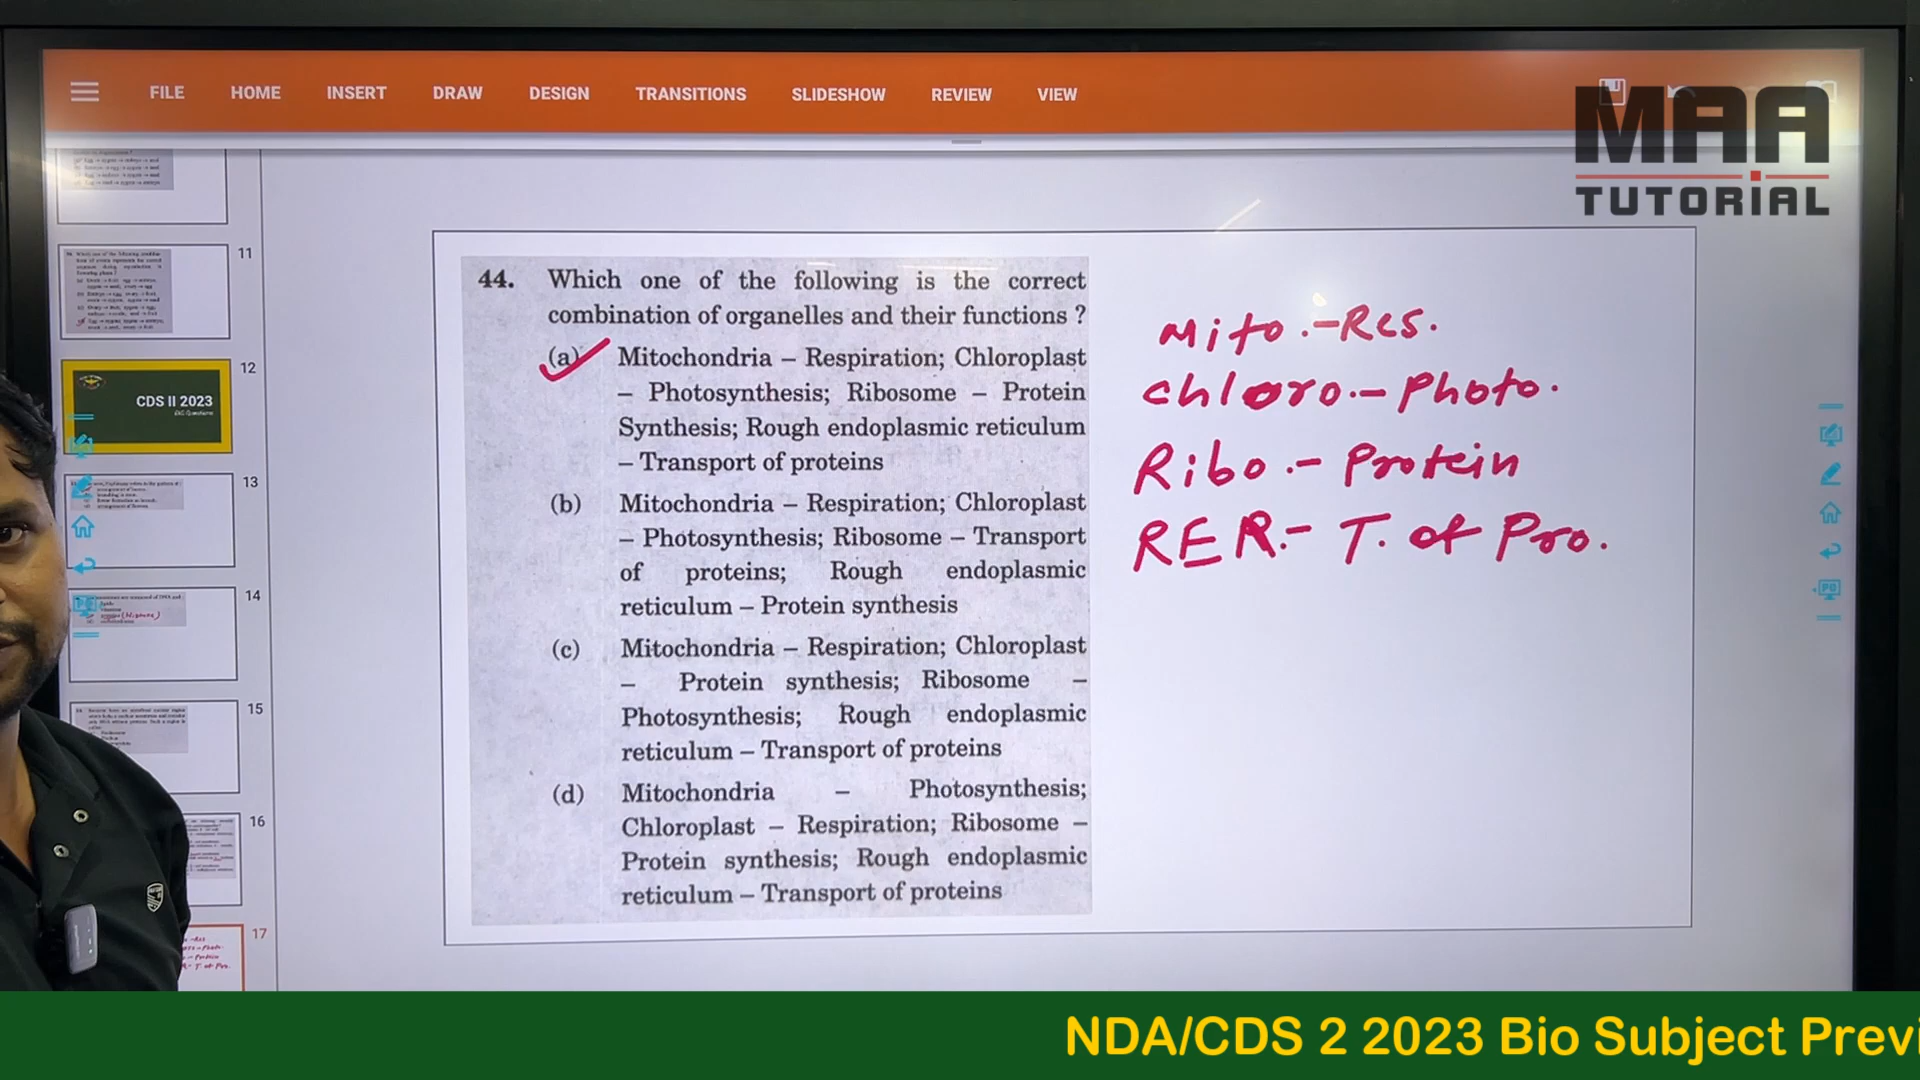 FILE HOME INSERT DRAW DESIGN TRANSITIONS SLIDESHOW REVIEW VIEW
MAA
TUTORIAL
11
12
CDS II 2023
13
14
15
16
17
44. Which one of the following is the correct
combination of organelles and their functions ?
(a) Mitochondria – Respiration; Chloroplast
– Photosynthesis; Ribosome – Protein
Synthesis; Rough endoplasmic reticulum
– Transport of proteins
(b) Mitochondria – Respiration; Chloroplast
– Photosynthesis; Ribosome – Transport
of proteins; Rough endoplasmic
reticulum – Protein synthesis
(c) Mitochondria – Respiration; Chloroplast
– Protein synthesis; Ribosome –
Photosynthesis; Rough endoplasmic
reticulum – Transport of proteins
(d) Mitochondria – Photosynthesis;
Chloroplast – Respiration; Ribosome –
Protein synthesis; Rough endoplasmic
reticulum – Transport of proteins
Mito.-Res.
Chloro.- Photo.
Ribo.- Protein
RER.- T. of Pro.
NDA/CDS 2 2023 Bio Subject Previ